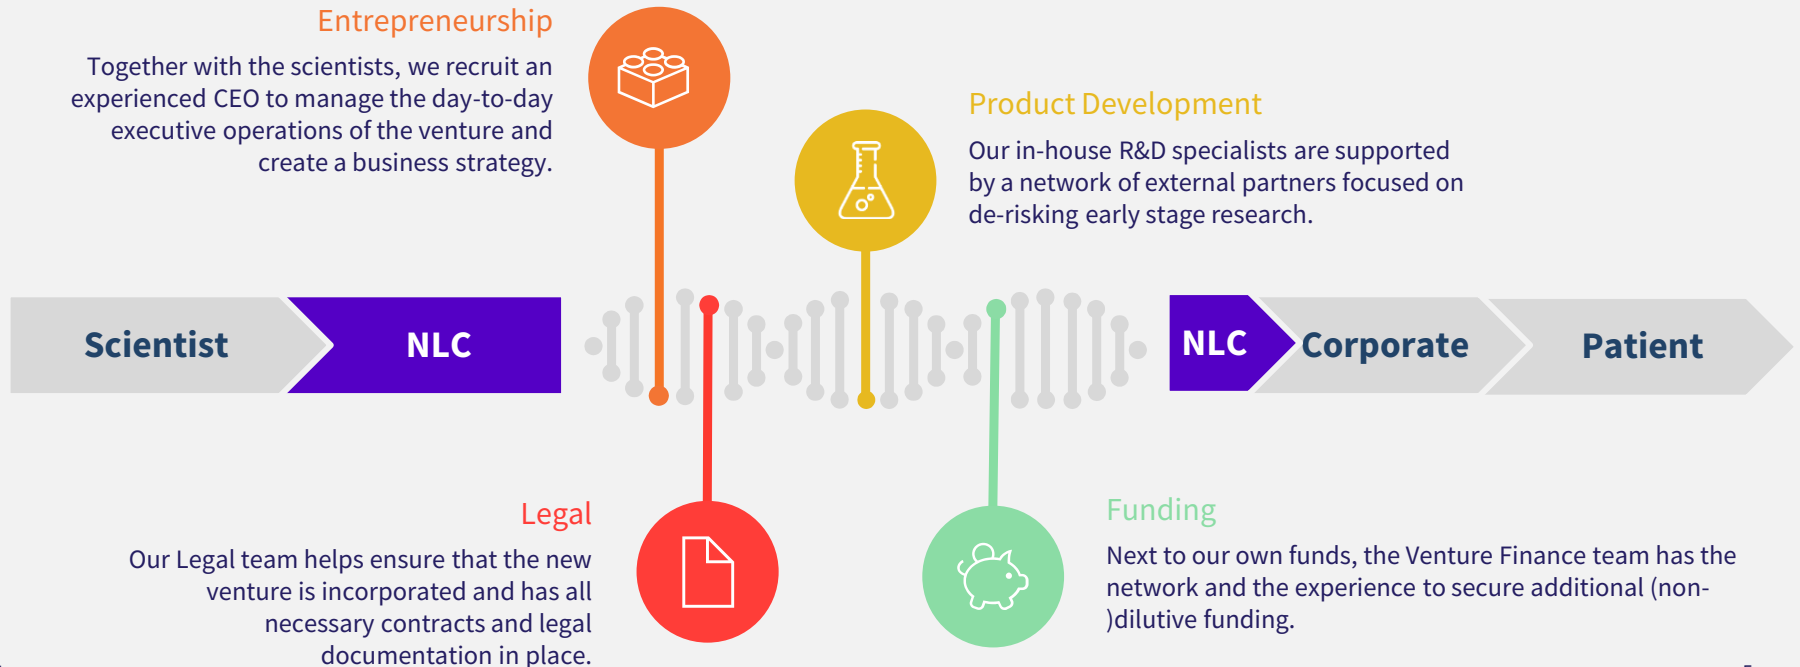 Entrepreneurship
Together with the scientists, we recruit an
experienced CEO to manage the day-to-day
executive operations of the venture and
create a business strategy.
Product Development
Our in-house R&D specialists are supported
by a network of external partners focused on
de-risking early stage research.
Scientist
NLC
NLC
Corporate
Patient
Legal
Our Legal team helps ensure that the new
venture is incorporated and has all
necessary contracts and legal
documentation in place.
Funding
Next to our own funds, the Venture Finance team has the
network and the experience to secure additional (non-
)dilutive funding.